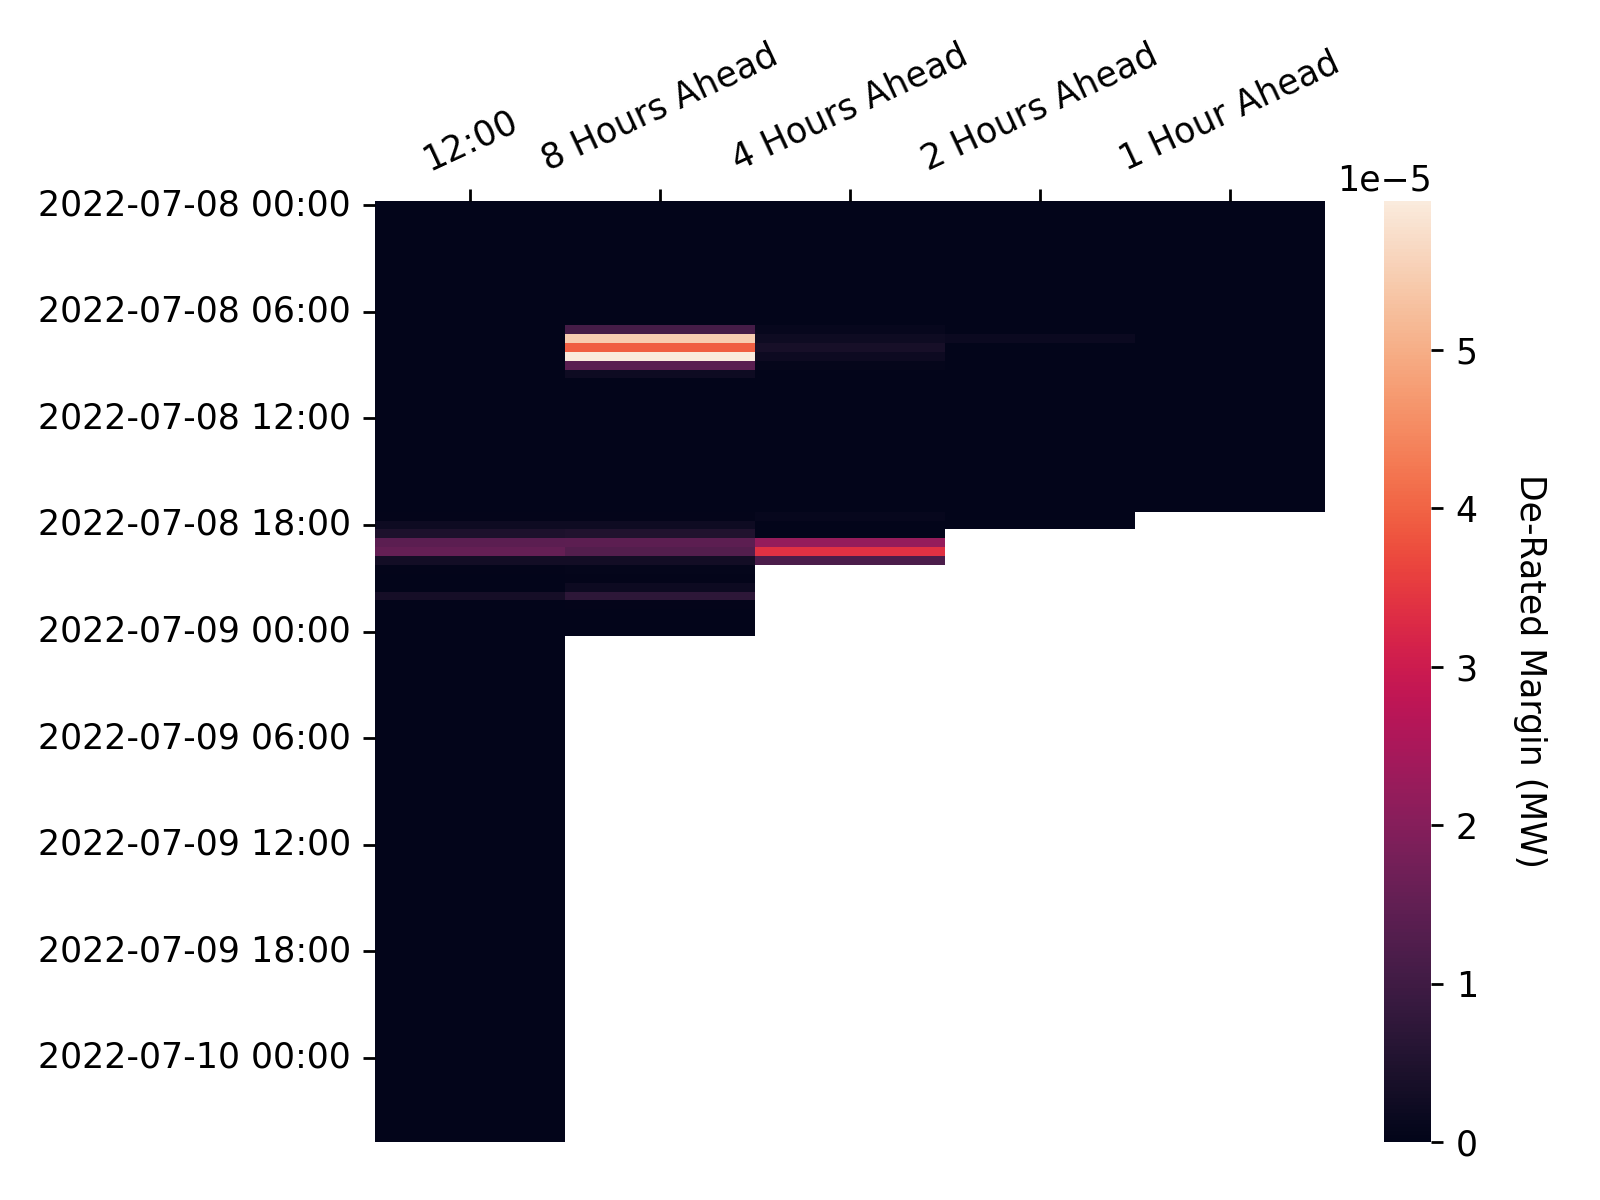 12:00
8 Hours Ahead
4 Hours Ahead
2 Hours Ahead
1 Hour Ahead
1e−5
2022-07-08 00:00
2022-07-08 06:00
2022-07-08 12:00
2022-07-08 18:00
2022-07-09 00:00
2022-07-09 06:00
2022-07-09 12:00
2022-07-09 18:00
2022-07-10 00:00
5
4
3
2
1
0
De-Rated Margin (MW)